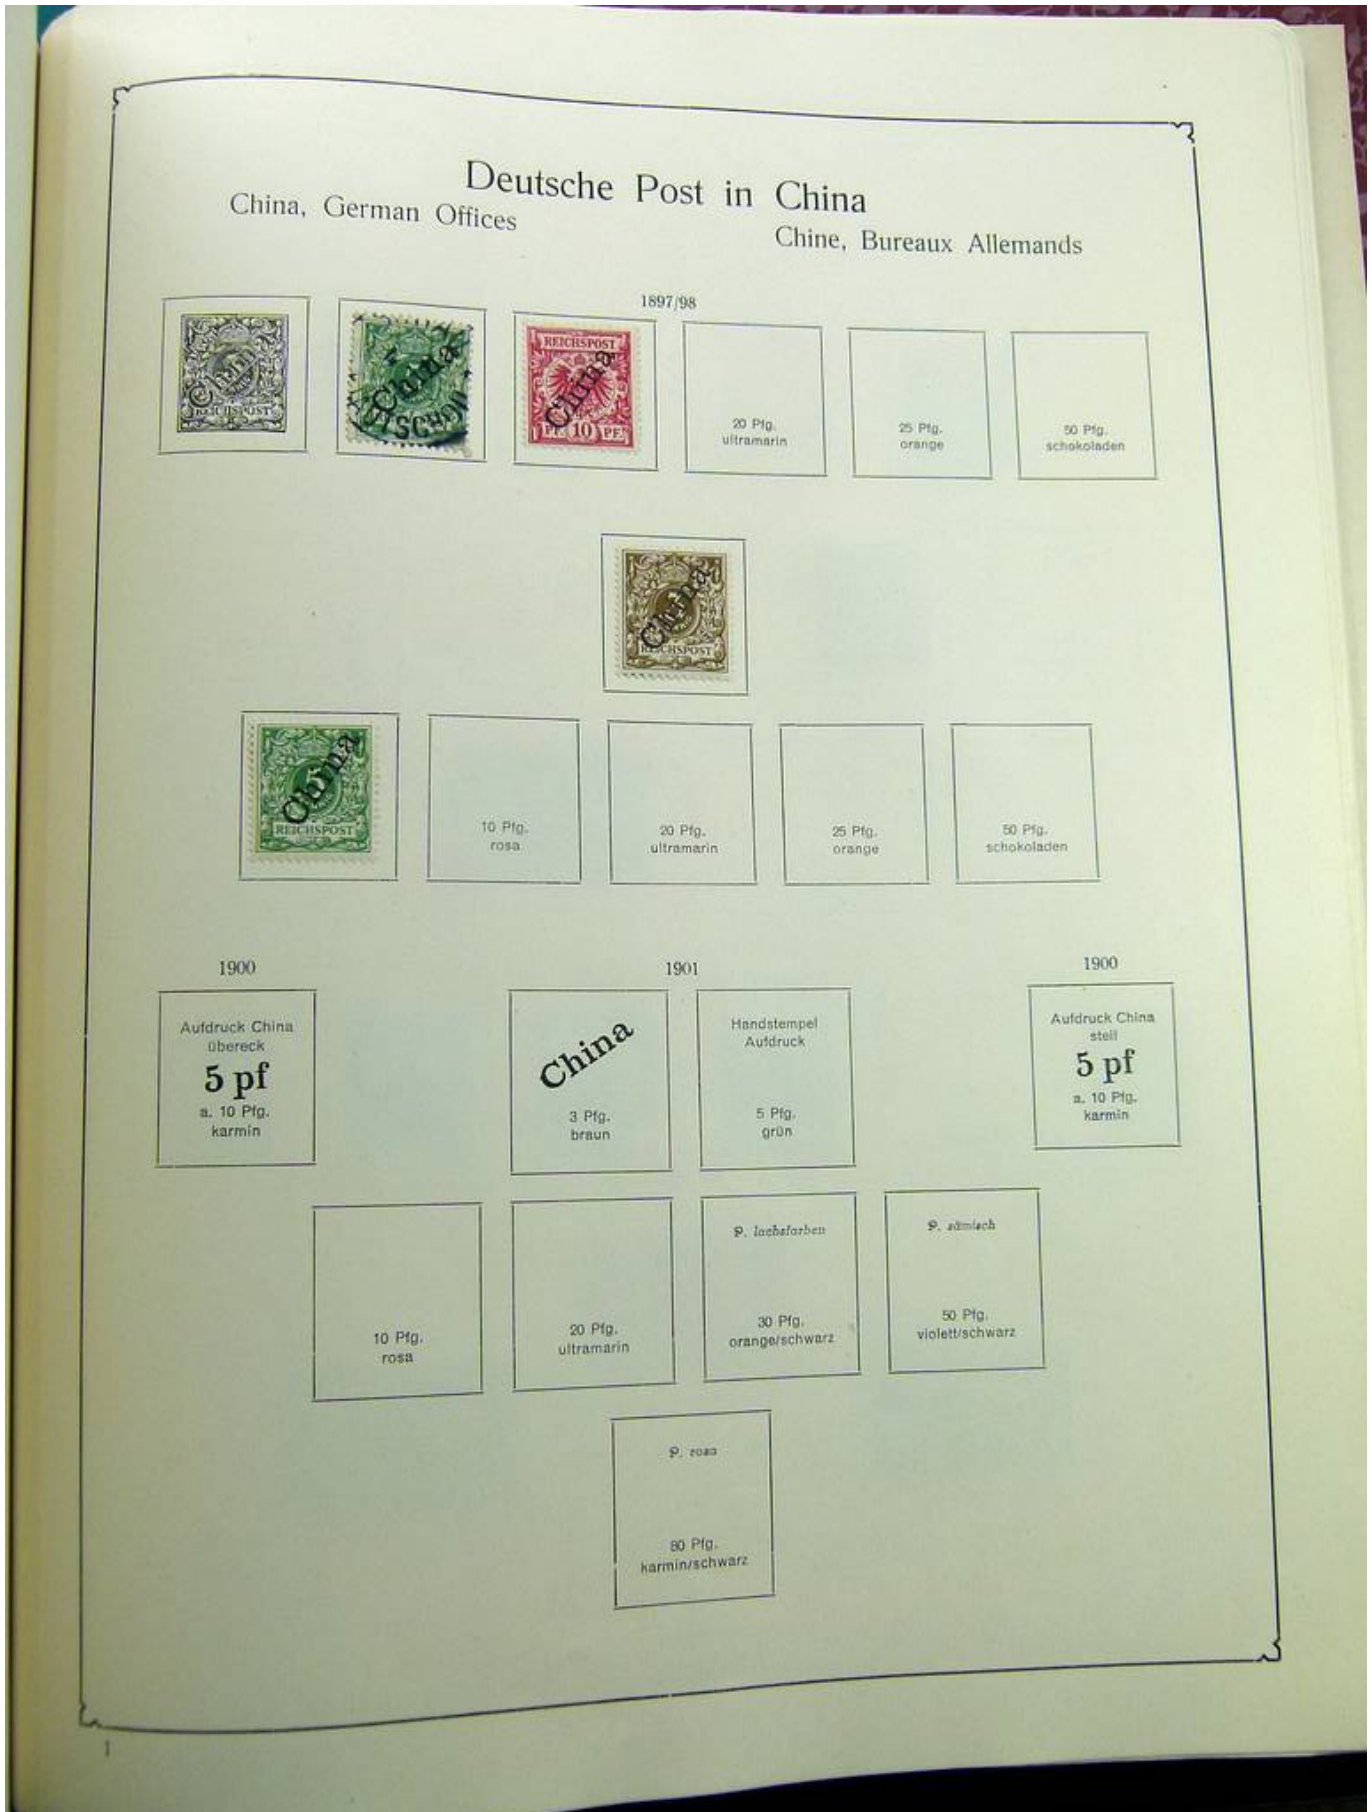 Deutsche Post in China
China, German Offices
Chine, Bureaux Allemands
1897/98
China
REICHSPOST
China
REICHSPOST
China
PF. 10 PF.
20 Pfg.
ultramarin
25 Pfg.
orange
50 Pfg.
schokoladen
China
REICHSPOST
China
REICHSPOST
10 Pfg.
rosa
20 Pfg.
ultramarin
25 Pfg.
orange
50 Pfg.
schokoladen
1900
1901
1900
Aufdruck China
übereck
5 pf
a. 10 Pfg.
karmin
China
3 Pfg.
braun
Handstempel
Aufdruck
5 Pfg.
grün
Aufdruck China
steil
5 pf
a. 10 Pfg.
karmin
10 Pfg.
rosa
20 Pfg.
ultramarin
P. lachsfarben
30 Pfg.
orange/schwarz
P. sämisch
50 Pfg.
violett/schwarz
P. rosa
80 Pfg.
karmin/schwarz
1